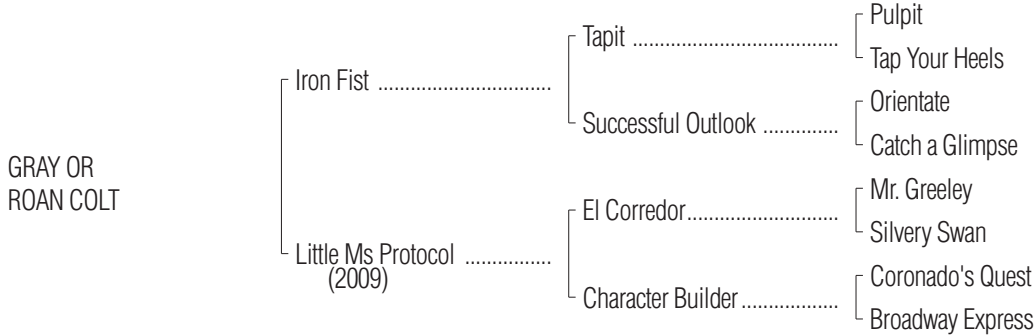 Pulpit
Tapit ......................................
Tap Your Heels
Iron Fist ................................
Orientate
Successful Outlook ..............
Catch a Glimpse
GRAY OR
ROAN COLT
Mr. Greeley
El Corredor............................
Silvery Swan
Little Ms Protocol ................
(2009)
Coronado's Quest
Character Builder..................
Broadway Express